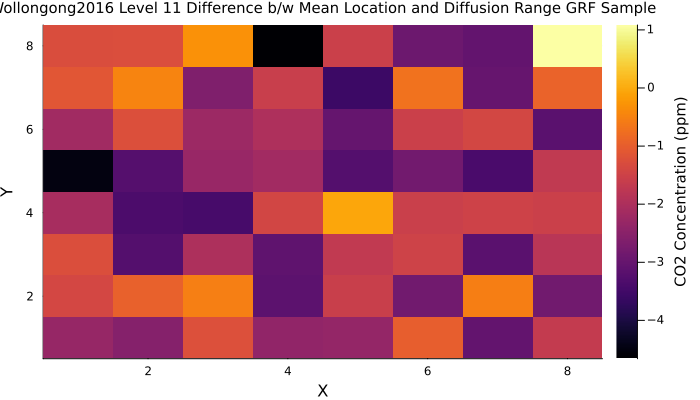 Wollongong2016 Level 11 Difference b/w Mean Location and Diffusion Range GRF Sample
8
6
4
2
Y
2 4 6 8
X
1
0
−1
−2
−3
−4
CO2 Concentration (ppm)